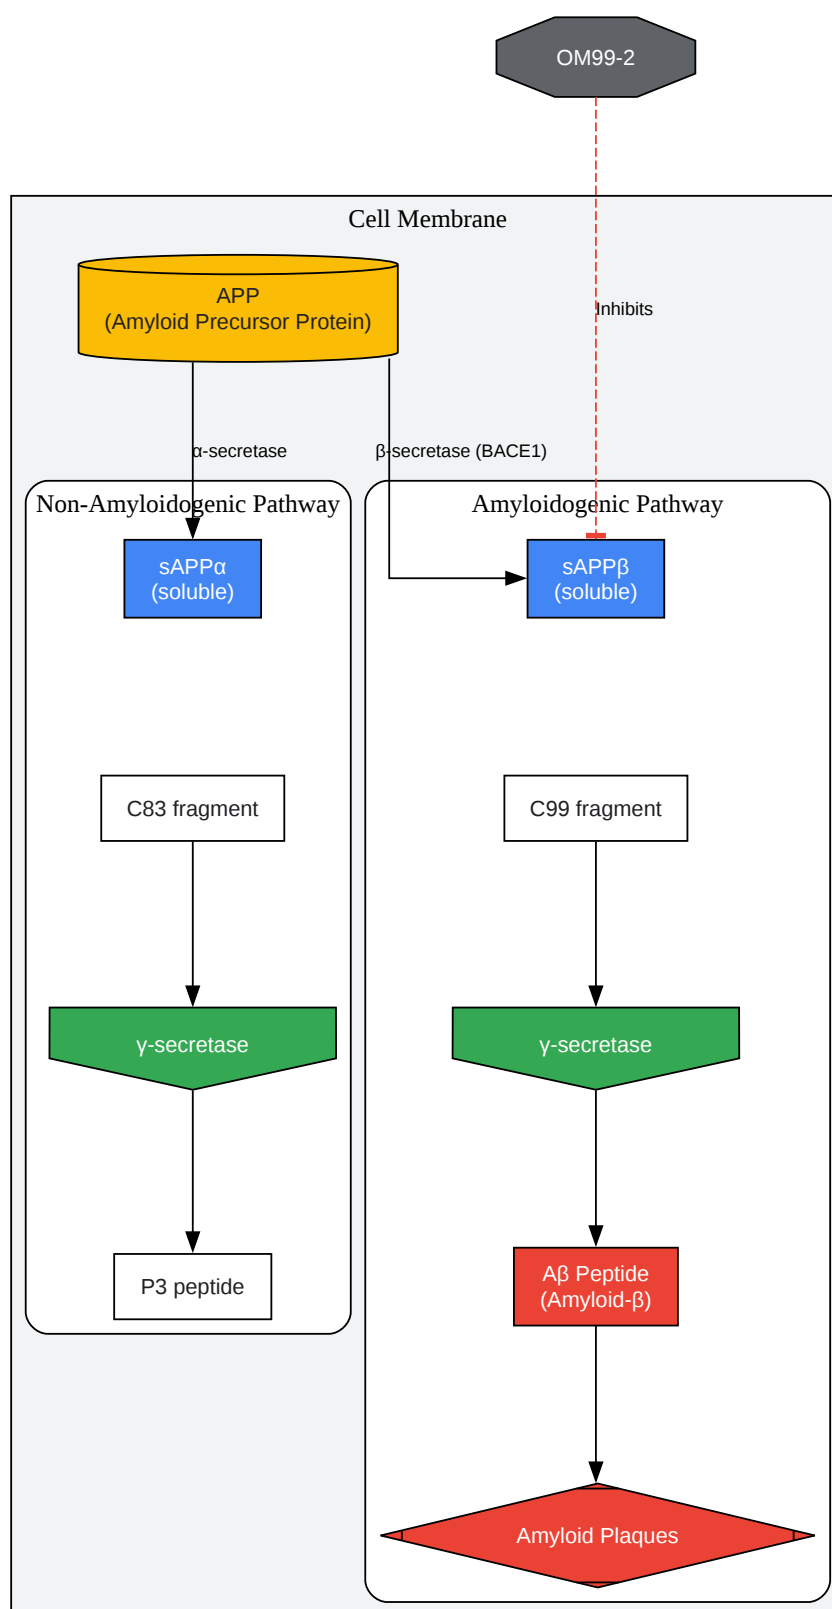 OM99-2
Cell Membrane
APP
(Amyloid Precursor Protein)
Inhibits
α-secretase
β-secretase (BACE1)
Non-Amyloidogenic Pathway
Amyloidogenic Pathway
sAPPα
(soluble)
sAPPβ
(soluble)
C83 fragment
C99 fragment
γ-secretase
γ-secretase
P3 peptide
Aβ Peptide
(Amyloid-β)
Amyloid Plaques